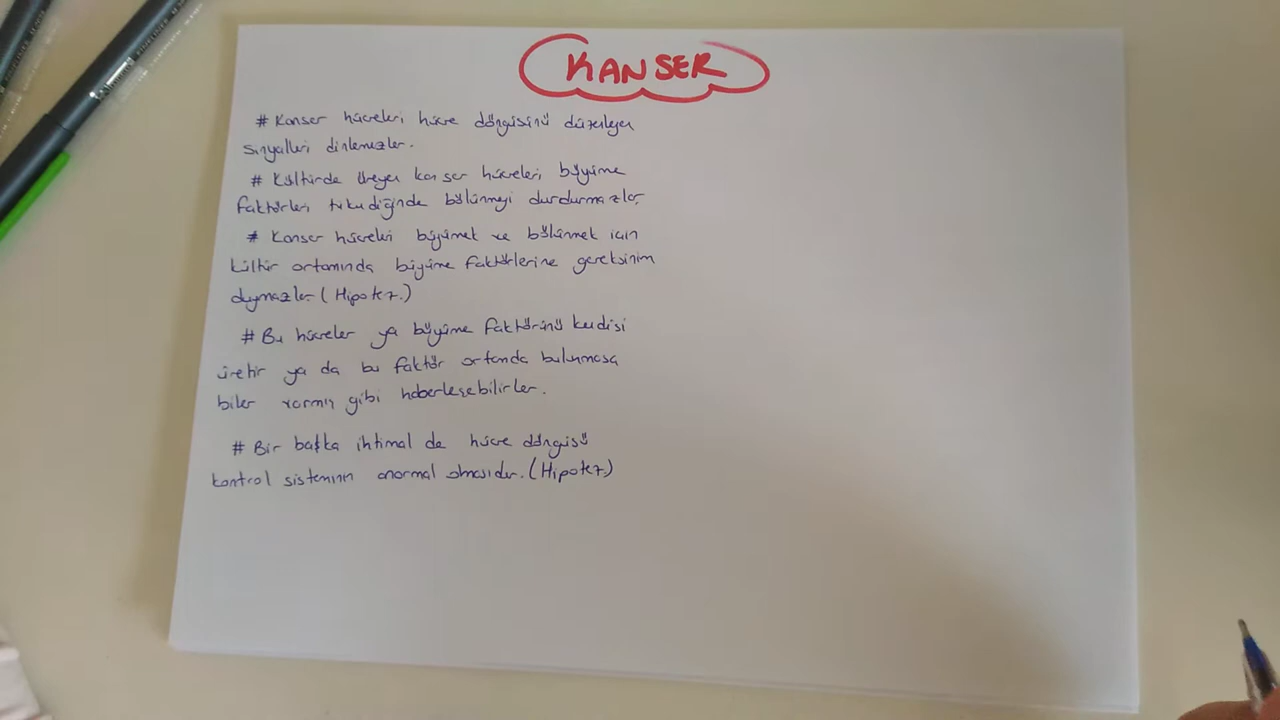 KANSER
# Kanser hücreleri hücre döngüsünü düzenleyen
sinyalleri dinlemezler.
# Kültürde üreyen kanser hücreleri büyüme
faktörleri tükendiğinde bölünmeyi durdurmazlar.
# Kanser hücreleri büyümek ve bölünmek için
kültür ortamında büyüme faktörlerine gereksinim
duymazlar (Hipotez.)
# Bu hücreler ya büyüme faktörünü kendisi
üretir ya da bu faktör ortamda bulunmasa
bile varmış gibi haberleşebilirler.
# Bir başka ihtimal de hücre döngüsü
kontrol sisteminin anormal olmasıdır. (Hipotez)